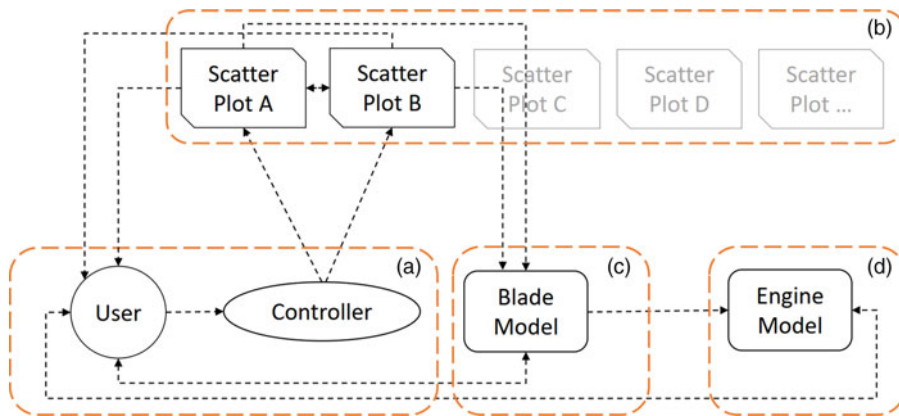 (b)
Scatter
Plot A
Scatter
Plot B
Scatter
Plot C
Scatter
Plot D
Scatter
Plot ...
(a)
User
Controller
(c)
Blade
Model
(d)
Engine
Model